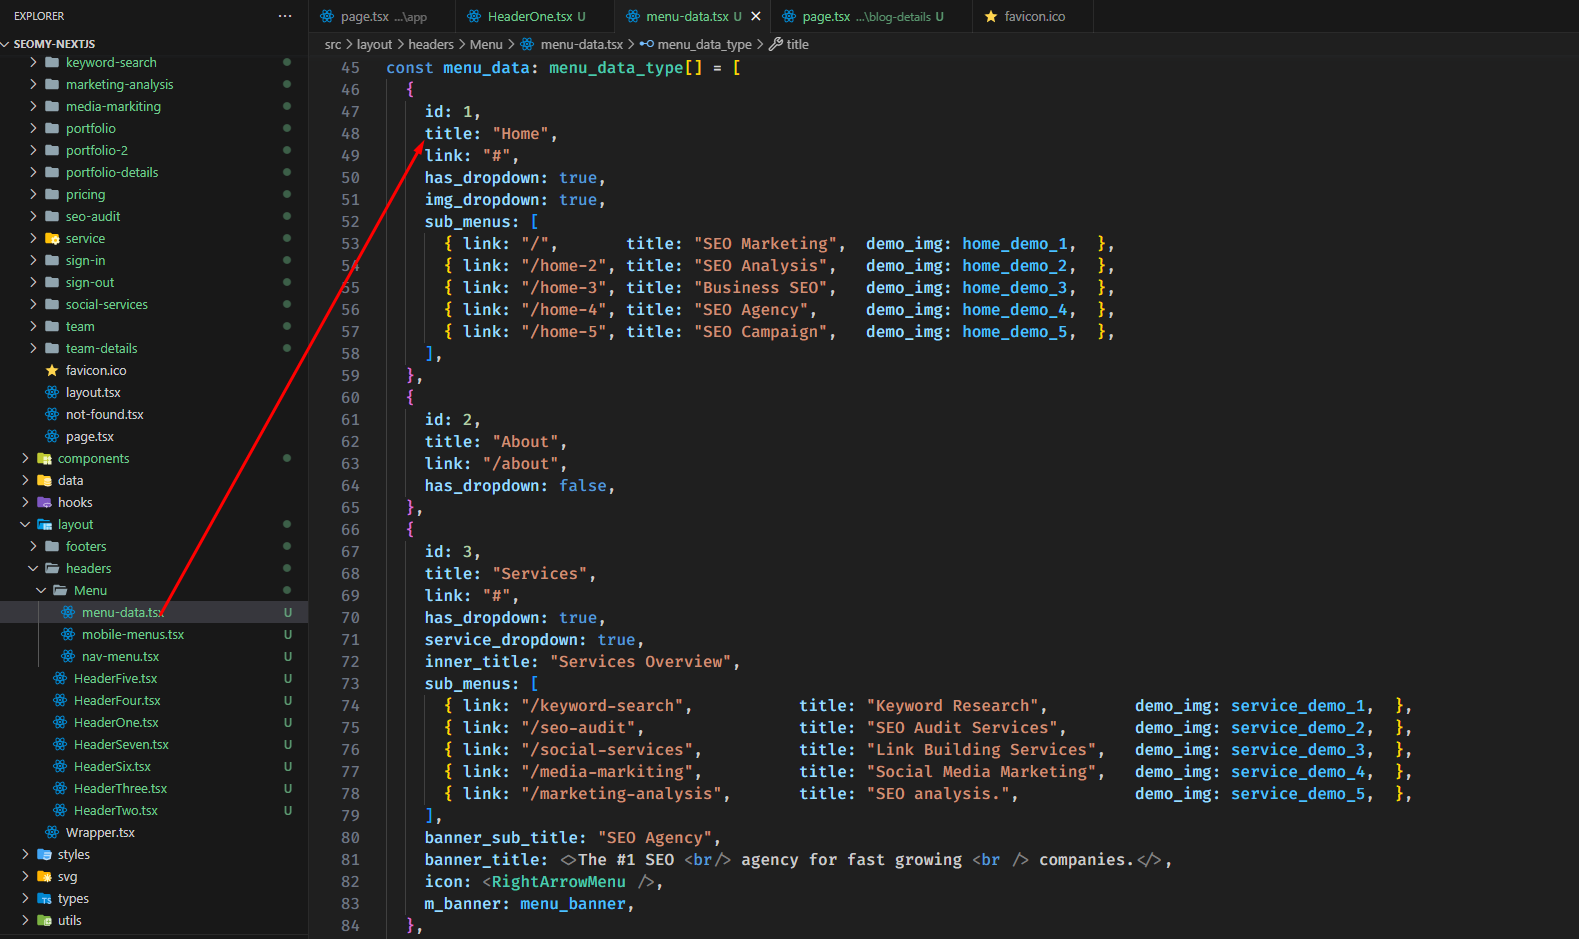 EXPLORER
SEOMY-NEXTJS
keyword-search
marketing-analysis
media-markiting
portfolio
portfolio-2
portfolio-details
pricing
seo-audit
service
sign-in
sign-out
social-services
team
team-details
favicon.ico
layout.tsx
not-found.tsx
page.tsx
components
data
hooks
layout
footers
headers
Menu
menu-data.tsx U
mobile-menus.tsx U
nav-menu.tsx U
HeaderFive.tsx U
HeaderFour.tsx U
HeaderOne.tsx U
HeaderSeven.tsx U
HeaderSix.tsx U
HeaderThree.tsx U
HeaderTwo.tsx U
Wrapper.tsx
styles
svg
types
utils
page.tsx ...\app HeaderOne.tsx U menu-data.tsx U page.tsx ...\blog-details U favicon.ico
src > layout > headers > Menu > menu-data.tsx > menu_data_type > title
45 const menu_data: menu_data_type[] = [
46 {
47 id: 1,
48 title: "Home",
49 link: "#",
50 has_dropdown: true,
51 img_dropdown: true,
52 sub_menus: [
53 { link: "/", title: "SEO Marketing", demo_img: home_demo_1, },
54 { link: "/home-2", title: "SEO Analysis", demo_img: home_demo_2, },
55 { link: "/home-3", title: "Business SEO", demo_img: home_demo_3, },
56 { link: "/home-4", title: "SEO Agency", demo_img: home_demo_4, },
57 { link: "/home-5", title: "SEO Campaign", demo_img: home_demo_5, },
58 ],
59 },
60 {
61 id: 2,
62 title: "About",
63 link: "/about",
64 has_dropdown: false,
65 },
66 {
67 id: 3,
68 title: "Services",
69 link: "#",
70 has_dropdown: true,
71 service_dropdown: true,
72 inner_title: "Services Overview",
73 sub_menus: [
74 { link: "/keyword-search", title: "Keyword Research", demo_img: service_demo_1, },
75 { link: "/seo-audit", title: "SEO Audit Services", demo_img: service_demo_2, },
76 { link: "/social-services", title: "Link Building Services", demo_img: service_demo_3, },
77 { link: "/media-markiting", title: "Social Media Marketing", demo_img: service_demo_4, },
78 { link: "/marketing-analysis", title: "SEO analysis.", demo_img: service_demo_5, },
79 ],
80 banner_sub_title: "SEO Agency",
81 banner_title: <>The #1 SEO <br/> agency for fast growing <br /> companies.</>,
82 icon: <RightArrowMenu />,
83 m_banner: menu_banner,
84 },